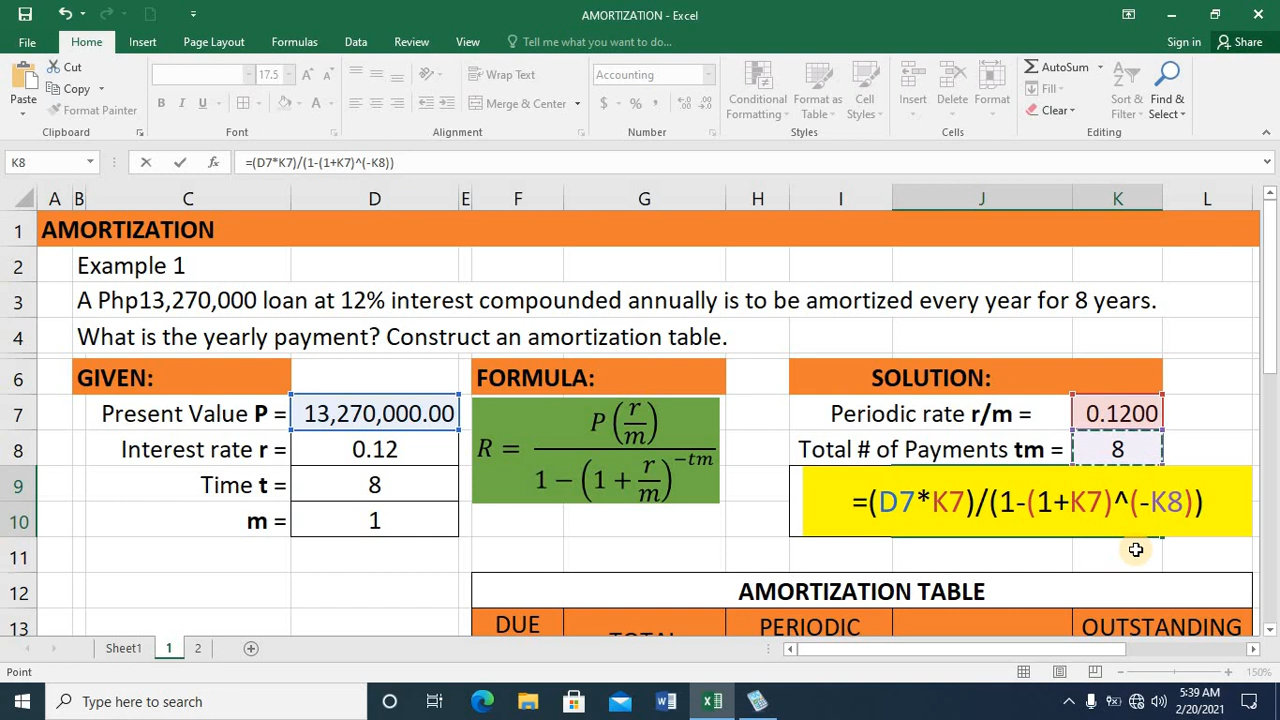 AMORTIZATION - Excel
File Home Insert Page Layout Formulas Data Review View Tell me what you want to do... Sign in Share
Cut
Copy
Format Painter
Paste
Clipboard
17.5 A A
B I U A
Font
Wrap Text
Merge & Center
Alignment
Accounting
$ % ,
Number
Conditional Formatting
Format as Table
Cell Styles
Styles
Insert Delete Format
Cells
AutoSum
Fill
Clear
Sort & Filter
Find & Select
Editing
K8 fx =(D7*K7)/(1-(1+K7)^(-K8))
A B C D E F G H I J K L
1 AMORTIZATION
2 Example 1
3 A Php13,270,000 loan at 12% interest compounded annually is to be amortized every year for 8 years.
4 What is the yearly payment? Construct an amortization table.
6 GIVEN: FORMULA: SOLUTION:
7 Present Value P = 13,270,000.00 Periodic rate r/m = 0.1200
8 Interest rate r = 0.12 Total # of Payments tm = 8
R = P(r/m) / 1 − (1 + r/m)^−tm
9 Time t = 8
=(D7*K7)/(1-(1+K7)^(-K8))
10 m = 1
11
12 AMORTIZATION TABLE
13 DUE TOTAL PERIODIC OUTSTANDING
Sheet1 1 2
Point 150%
Type here to search
5:39 AM
2/20/2021